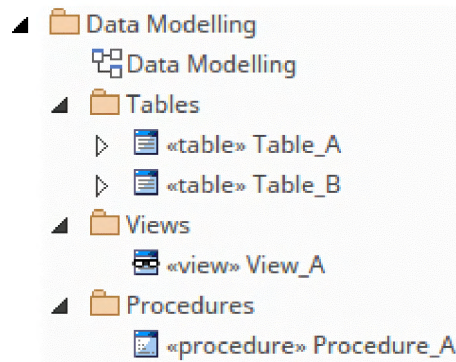 Data Modelling
Data Modelling
Tables
«table» Table_A
«table» Table_B
Views
«view» View_A
Procedures
«procedure» Procedure_A